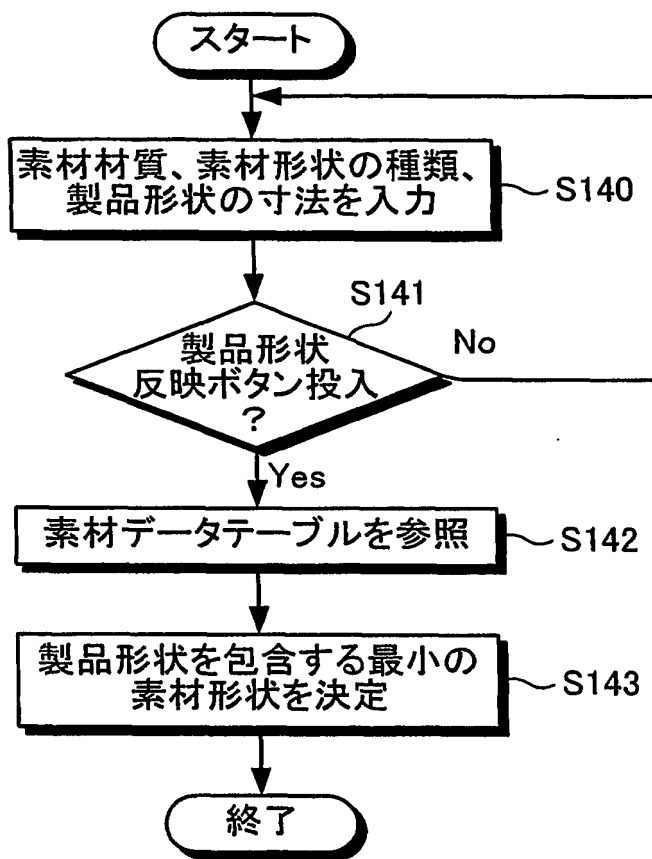 スタート
素材材質、素材形状の種類、
製品形状の寸法を入力
S140
S141
製品形状
反映ボタン投入
?
No
Yes
素材データテーブルを参照
S142
製品形状を包含する最小の
素材形状を決定
S143
終了